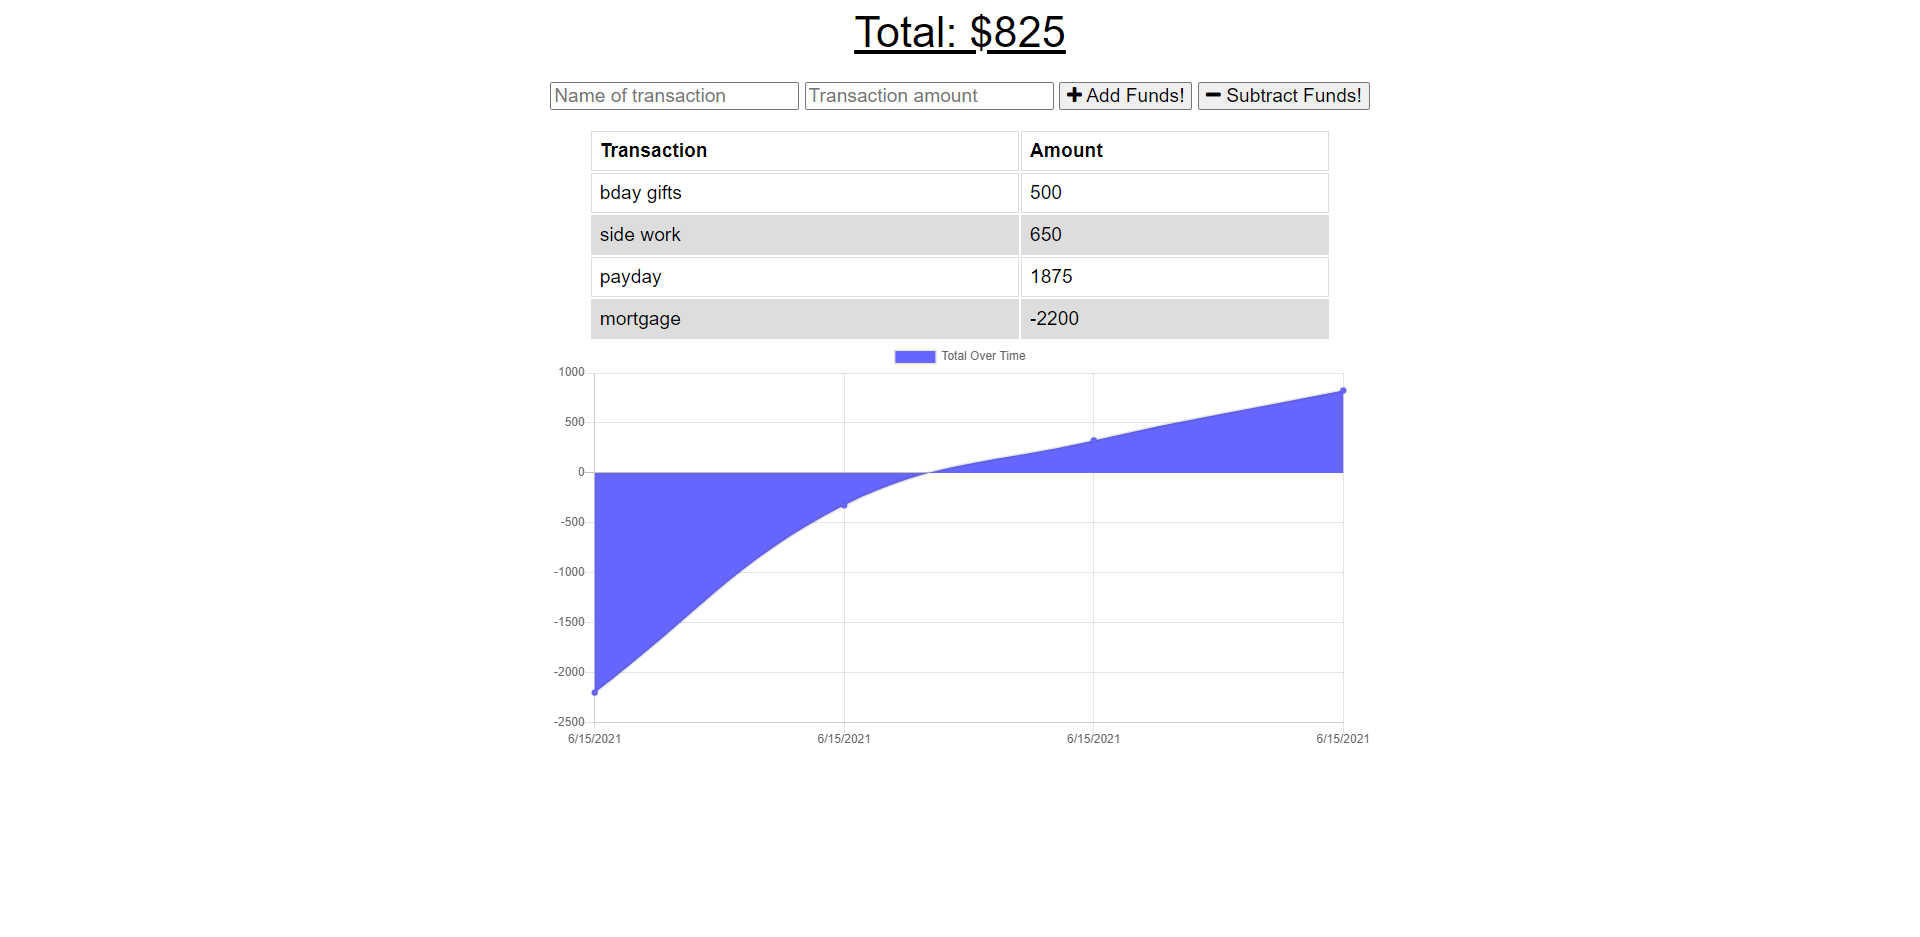 Total: $825
Name of transaction Transaction amount Add Funds! Subtract Funds!
Transaction Amount
bday gifts 500
side work 650
payday 1875
mortgage -2200
Total Over Time
1000
500
0
-500
-1000
-1500
-2000
-2500
6/15/2021 6/15/2021 6/15/2021 6/15/2021